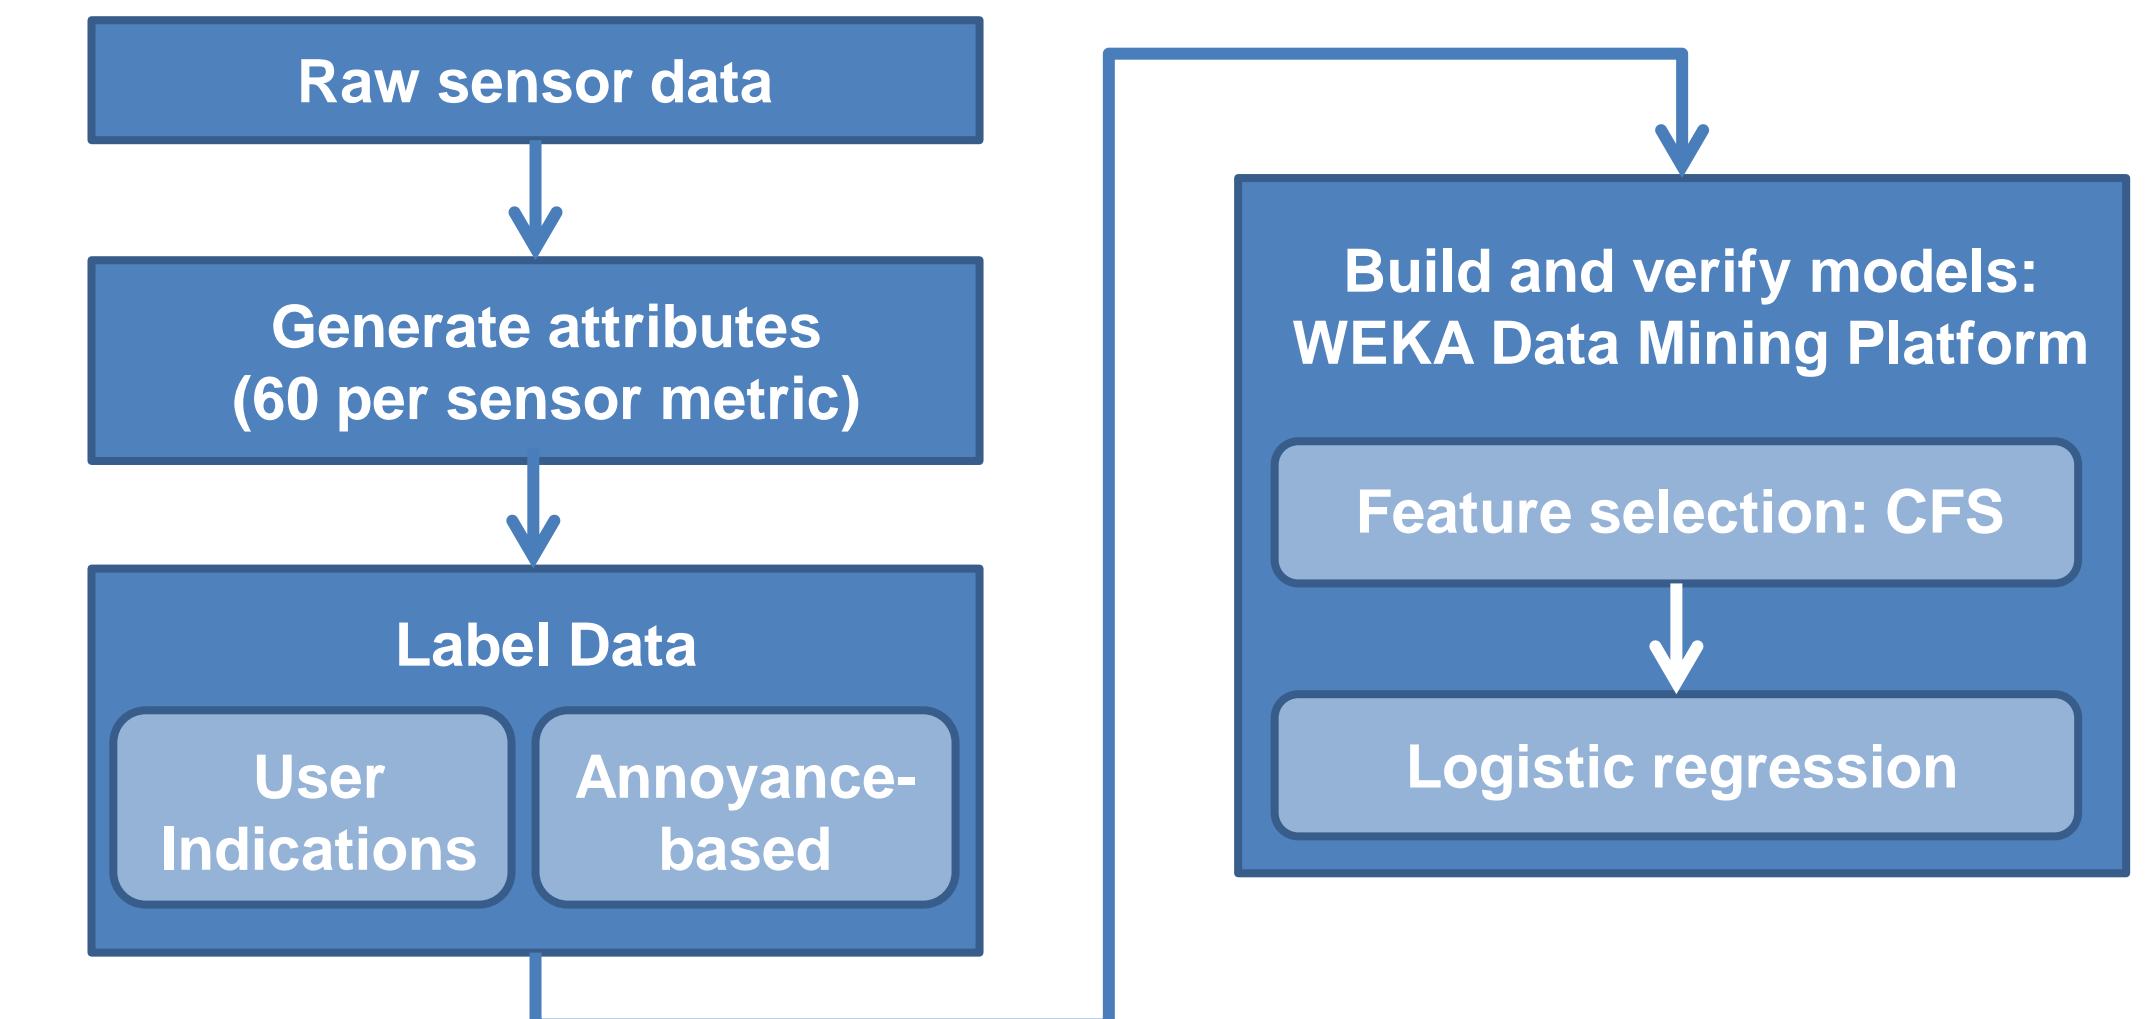 Raw sensor data
Generate attributes
(60 per sensor metric)
Label Data
User
Indications
Annoyance-
based
Build and verify models:
WEKA Data Mining Platform
Feature selection: CFS
Logistic regression